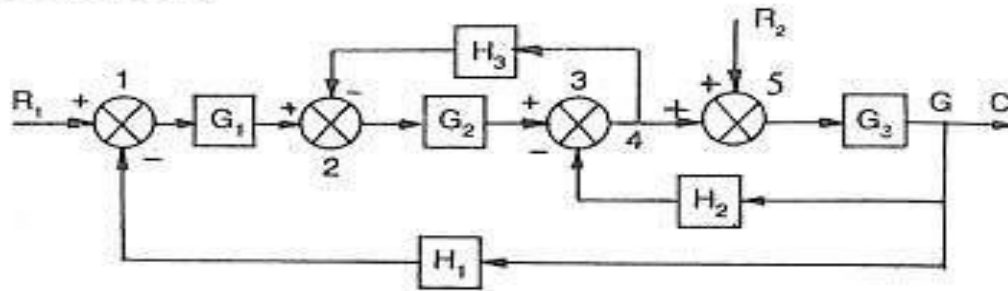 H₃
R₂
1
3
5
R₁ + G₁ + - G₂ + + + G₃ G C
- 2 - 4
H₂
H₁